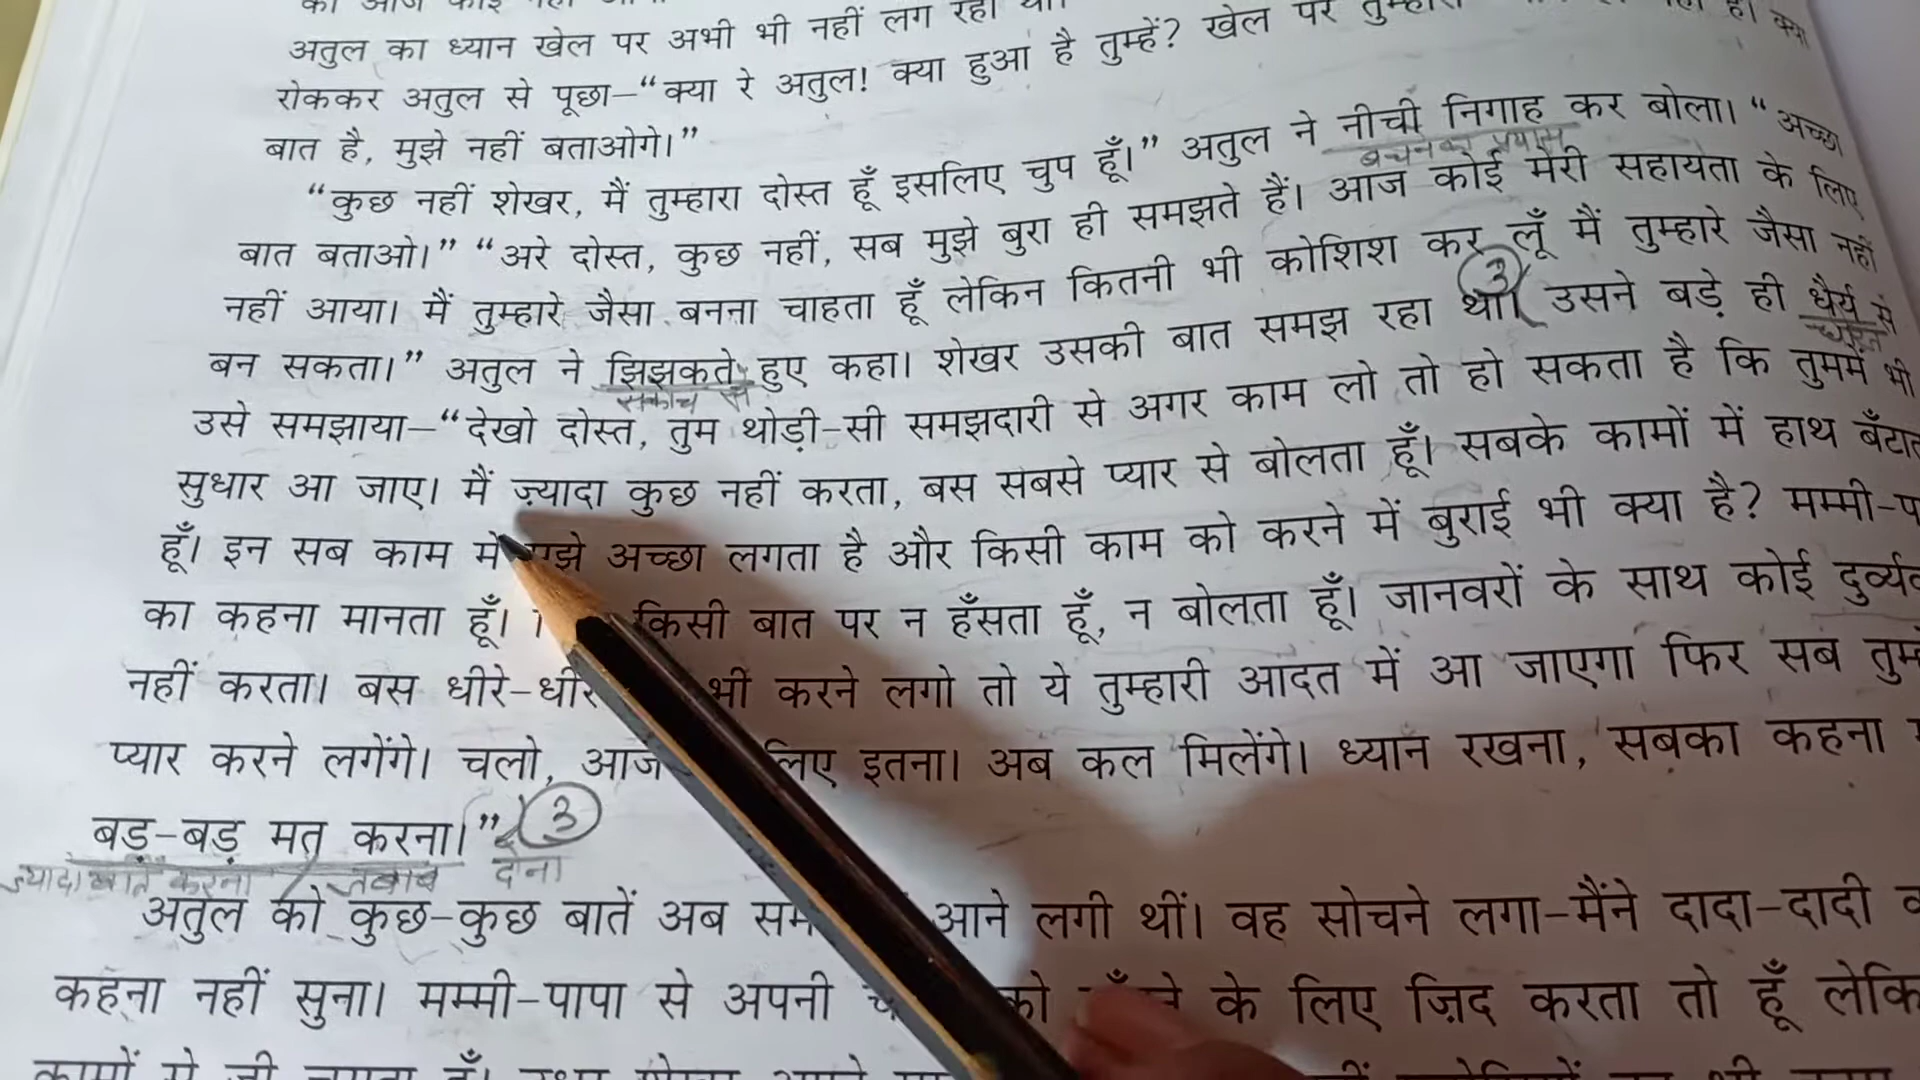 अतुल का ध्यान खेल पर अभी भी नहीं लग रहा
रोककर अतुल से पूछा—“क्या रे अतुल! क्या हुआ है तुम्हें? खेल पर
बात है, मुझे नहीं बताओगे।”
“कुछ नहीं शेखर, मैं तुम्हारा दोस्त हूँ इसलिए चुप हूँ।” अतुल ने नीची निगाह कर बोला। “अच्छा
बचने का प्रयास
बात बताओ।” “अरे दोस्त, कुछ नहीं, सब मुझे बुरा ही समझते हैं। आज कोई मेरी सहायता के लिए
नहीं आया। मैं तुम्हारे जैसा बनना चाहता हूँ लेकिन कितनी भी कोशिश कर लूँ मैं तुम्हारे जैसा नहीं
3
बन सकता।” अतुल ने झिझकते हुए कहा। शेखर उसकी बात समझ रहा था। उसने बड़े ही धैर्य से
संकोच से
उसे समझाया—“देखो दोस्त, तुम थोड़ी-सी समझदारी से अगर काम लो तो हो सकता है कि तुममें भी
सुधार आ जाए। मैं ज़्यादा कुछ नहीं करता, बस सबसे प्यार से बोलता हूँ। सबके कामों में हाथ
हूँ। इन सब काम में अच्छा लगता है और किसी काम को करने में बुराई भी क्या है? मम्मी-
का कहना मानता हूँ। किसी बात पर न हँसता हूँ, न बोलता हूँ। जानवरों के साथ कोई
नहीं करता। बस धीरे- भी करने लगो तो ये तुम्हारी आदत में आ जाएगा फिर सब
प्यार करने लगेंगे। चलो, आज लिए इतना। अब कल मिलेंगे। ध्यान रखना, सबका कहना
बड़-बड़ मत करना।” 3
ज्यादा बातें करना / जवाब देना
अतुल को कुछ-कुछ बातें अब आने लगी थीं। वह सोचने लगा—मैंने दादा-दादी
कहना नहीं सुना। मम्मी-पापा से अपनी को के लिए ज़िद करता तो हूँ